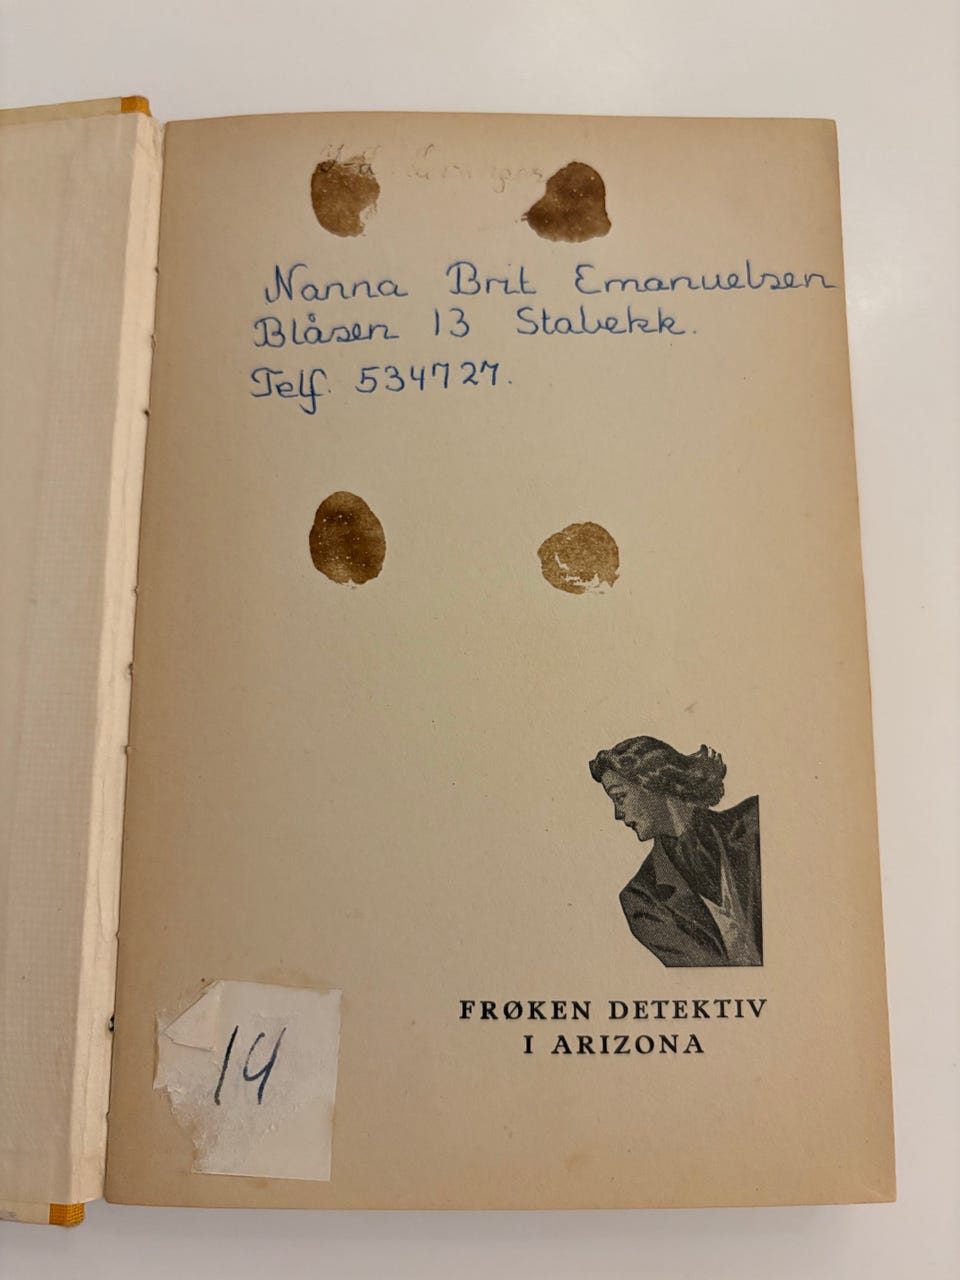 Nanna Brit Emanuelsen
Blåsen 13 Stabekk.
Telf. 534727.
FRØKEN DETEKTIV
I ARIZONA
14